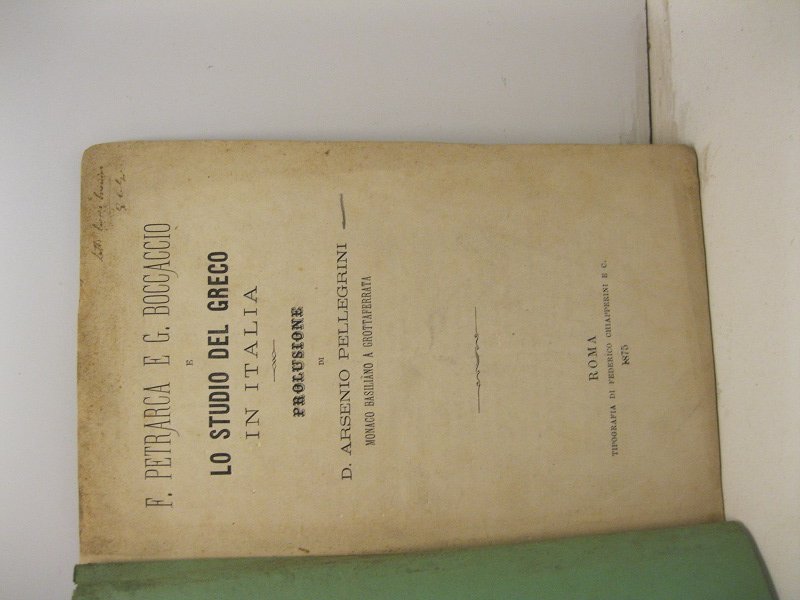 F. PETRARCA E G. BOCCACCIO
E
LO STUDIO DEL GRECO
IN ITALIA
PROLUSIONE
DI
D. ARSENIO PELLEGRINI
MONACO BASILIANO A GROTTAFERRATA
ROMA
TIPOGRAFIA DI FEDERICO CHIAPPERINI E C.
1875